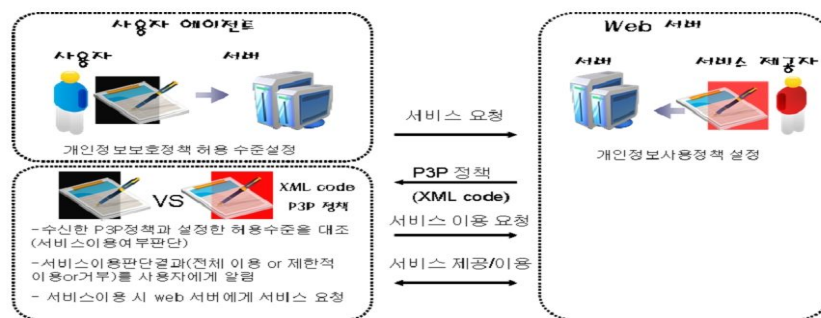 사용자 에이전트
사용자
서버
개인정보보호정책 허용 수준설정
VS
XML code
P3P 정책
-수신한 P3P정책과 설정한 허용수준을 대조
(서비스이용여부판단)
-서비스이용판단결과(전체 이용 or 제한적
이용or거부)를 사용자에게 알림
- 서비스이용 시 web 서버에게 서비스 요청
서비스 요청
P3P 정책
(XML code)
서비스 이용 요청
서비스 제공/이용
Web 서버
서버
서비스 제공자
개인정보사용정책 설정